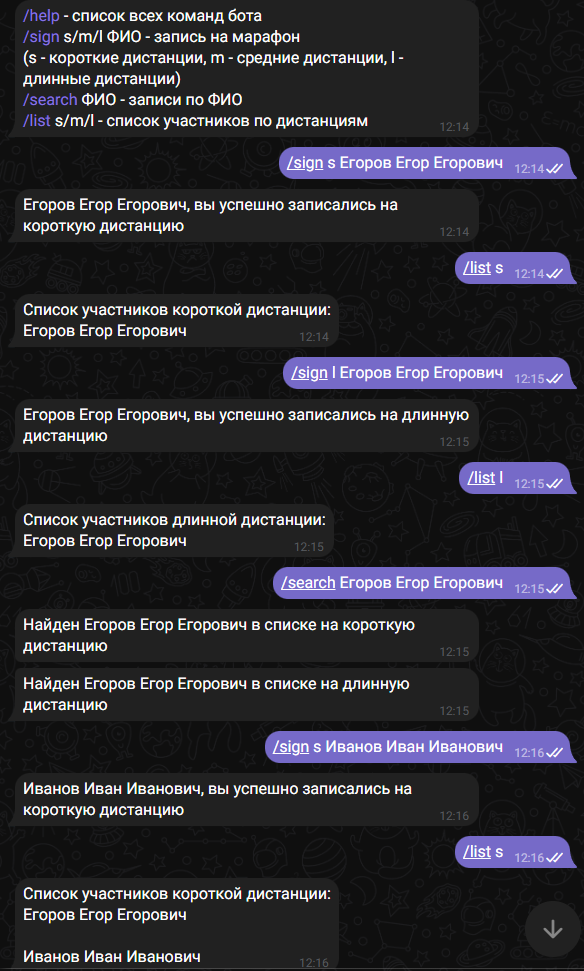 /help - список всех команд бота
/sign s/m/l ФИО - запись на марафон
(s - короткие дистанции, m - средние дистанции, l -
длинные дистанции)
/search ФИО - записи по ФИО
/list s/m/l - список участников по дистанциям
12:14
/sign s Егоров Егор Егорович 12:14
Егоров Егор Егорович, вы успешно записались на
короткую дистанцию
12:14
/list s 12:14
Список участников короткой дистанции:
Егоров Егор Егорович
12:14
/sign l Егоров Егор Егорович 12:15
Егоров Егор Егорович, вы успешно записались на длинную
дистанцию
12:15
/list l 12:15
Список участников длинной дистанции:
Егоров Егор Егорович
12:15
/search Егоров Егор Егорович 12:15
Найден Егоров Егор Егорович в списке на короткую
дистанцию
12:15
Найден Егоров Егор Егорович в списке на длинную
дистанцию
12:15
/sign s Иванов Иван Иванович 12:16
Иванов Иван Иванович, вы успешно записались на
короткую дистанцию
12:16
/list s 12:16
Список участников короткой дистанции:
Егоров Егор Егорович
Иванов Иван Иванович
12:16